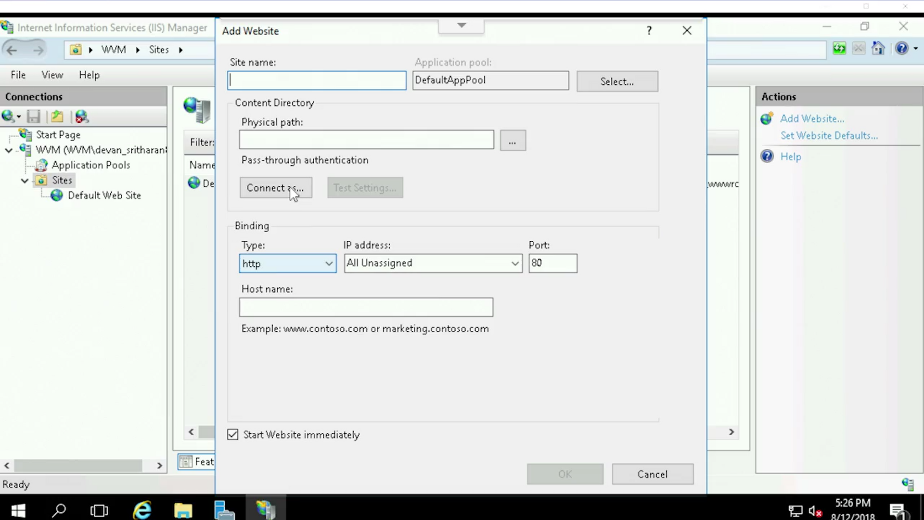 Internet Information Services (IIS) Manager
Add Website
?
WVM
Sites
File
View
Help
Connections
Start Page
WVM (WVM\devan_sritharan
Application Pools
Sites
Default Web Site
Filter:
Name
De
wwwrc
Site name:
Application pool:
DefaultAppPool
Select...
Content Directory
Physical path:
...
Pass-through authentication
Connect as...
Test Settings...
Binding
Type:
IP address:
Port:
http
All Unassigned
80
Host name:
Example: www.contoso.com or marketing.contoso.com
Start Website immediately
OK
Cancel
Actions
Add Website...
Set Website Defaults...
Help
Feat
Ready
5:26 PM
8/12/2018